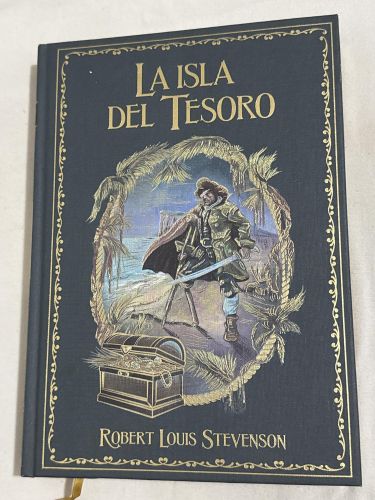 LA ISLA
DEL TESORO
ROBERT LOUIS STEVENSON